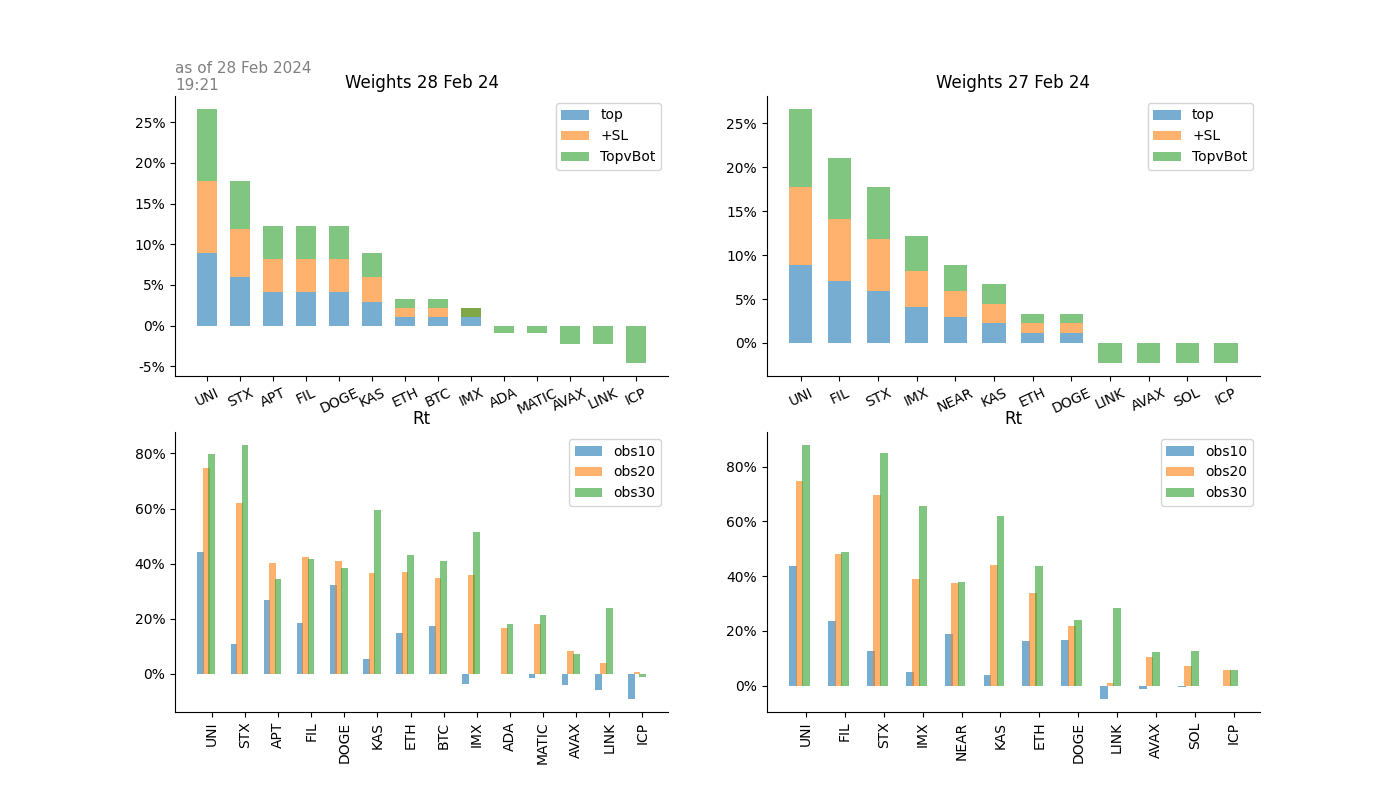 as of 28 Feb 2024
19:21
Weights 28 Feb 24
25%
20%
15%
10%
5%
0%
-5%
top
+SL
TopvBot
UNI STX APT FIL DOGE KAS ETH BTC IMX ADA MATIC AVAX LINK ICP
Weights 27 Feb 24
25%
20%
15%
10%
5%
0%
top
+SL
TopvBot
UNI FIL STX IMX NEAR KAS ETH DOGE LINK AVAX SOL ICP
Rt
80%
60%
40%
20%
0%
obs10
obs20
obs30
UNI STX APT FIL DOGE KAS ETH BTC IMX ADA MATIC AVAX LINK ICP
Rt
80%
60%
40%
20%
0%
obs10
obs20
obs30
UNI FIL STX IMX NEAR KAS ETH DOGE LINK AVAX SOL ICP